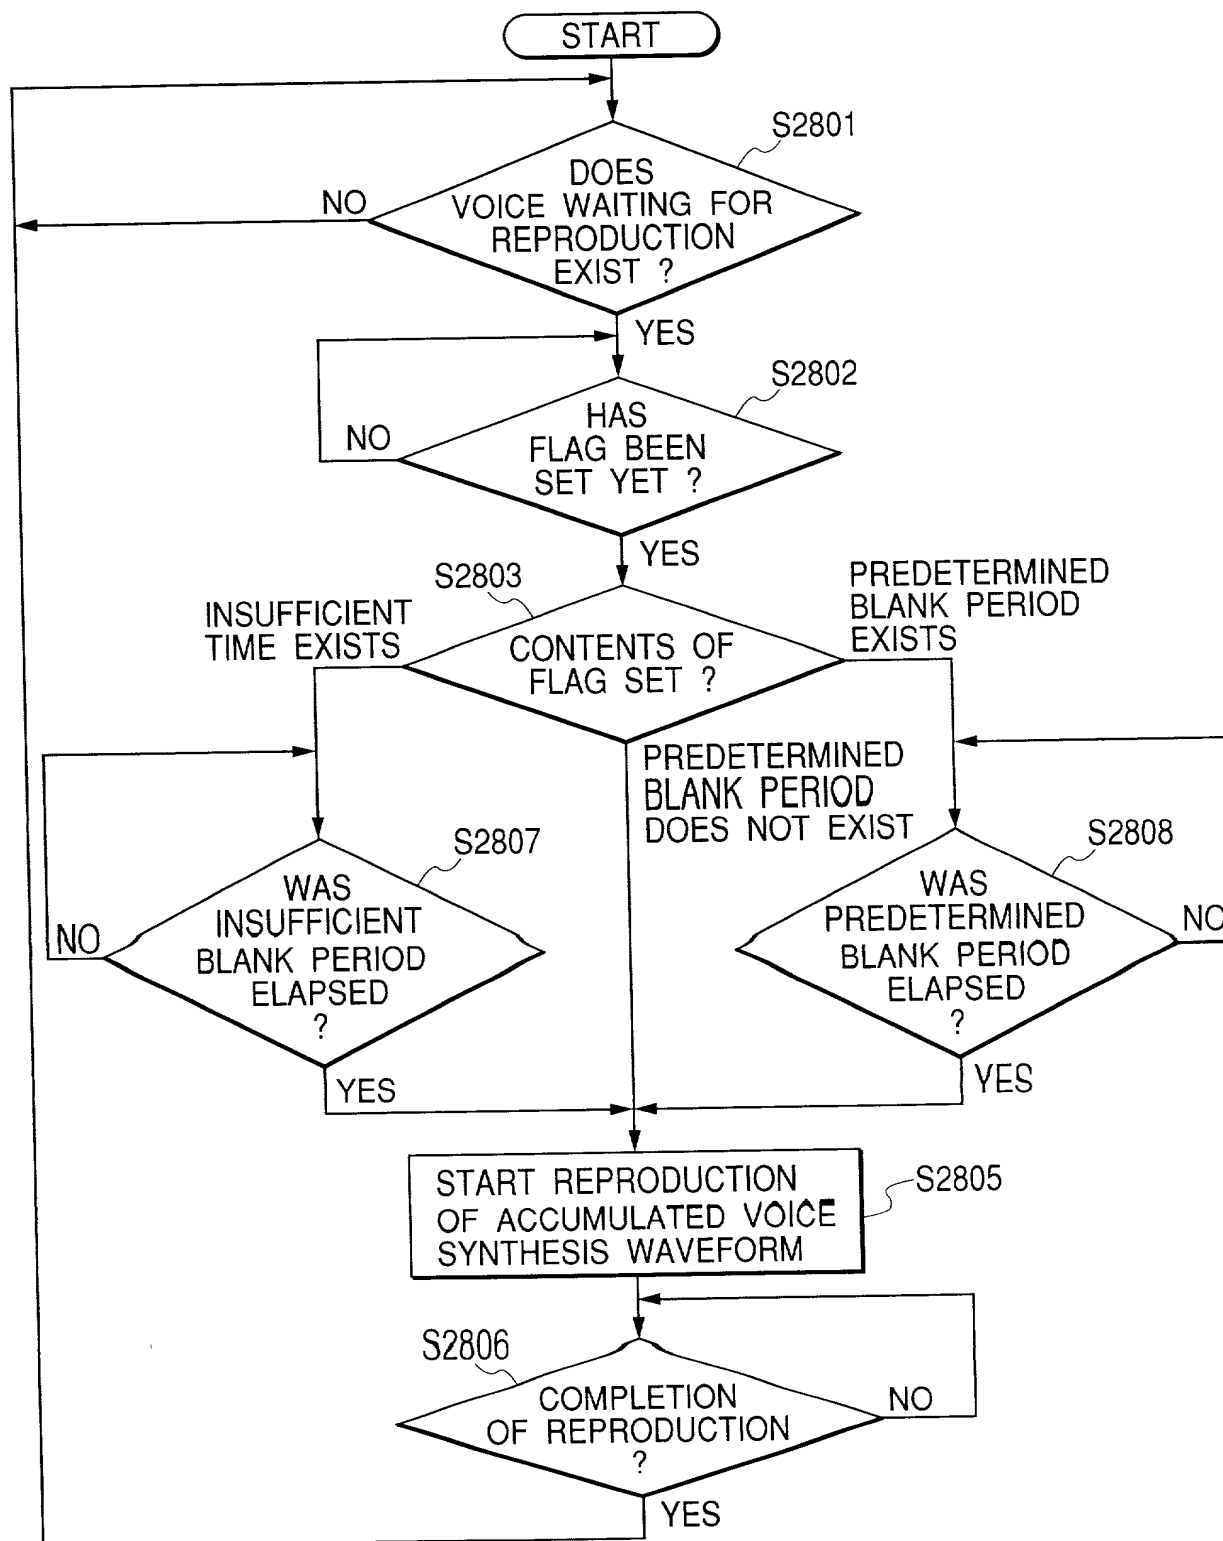 START
S2801
DOES
VOICE WAITING FOR
REPRODUCTION
EXIST ?
NO
YES
S2802
HAS
FLAG BEEN
SET YET ?
NO
YES
S2803
INSUFFICIENT
TIME EXISTS
CONTENTS OF
FLAG SET ?
PREDETERMINED
BLANK PERIOD
EXISTS
PREDETERMINED
BLANK PERIOD
DOES NOT EXIST
S2807
WAS
INSUFFICIENT
BLANK PERIOD
ELAPSED
?
NO
YES
S2808
WAS
PREDETERMINED
BLANK PERIOD
ELAPSED
?
NO
YES
START REPRODUCTION
OF ACCUMULATED VOICE
SYNTHESIS WAVEFORM
S2805
S2806
COMPLETION
OF REPRODUCTION
?
NO
YES